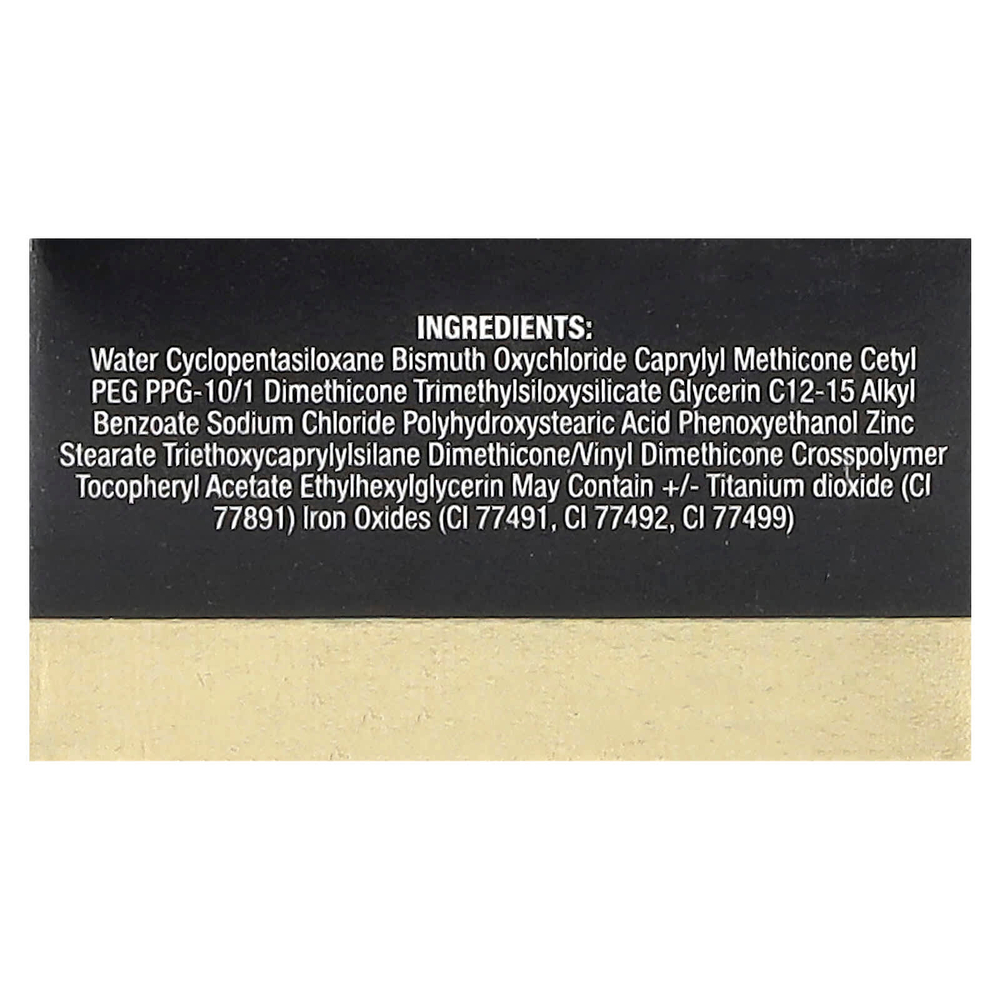 INGREDIENTS:
Water Cyclopentasiloxane Bismuth Oxychloride Caprylyl Methicone Cetyl
PEG PPG-10/1 Dimethicone Trimethylsiloxysilicate Glycerin C12-15 Alkyl
Benzoate Sodium Chloride Polyhydroxystearic Acid Phenoxyethanol Zinc
Stearate Triethoxycaprylylsilane Dimethicone/Vinyl Dimethicone Crosspolymer
Tocopheryl Acetate Ethylhexylglycerin May Contain +/- Titanium dioxide (CI
77891) Iron Oxides (CI 77491, CI 77492, CI 77499)